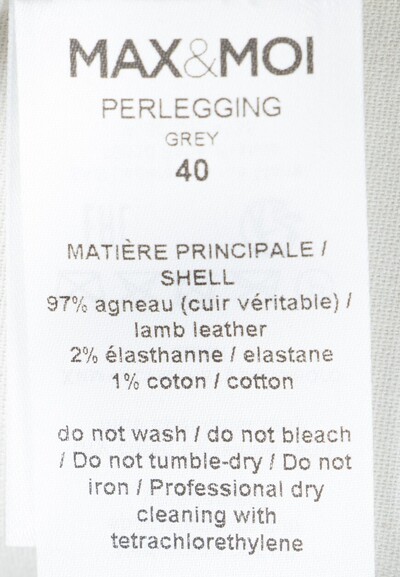 MAX&MOI
PERLEGGING
GREY
40
MATIÈRE PRINCIPALE /
SHELL
97% agneau (cuir véritable) /
lamb leather
2% élasthanne / elastane
1% coton / cotton
do not wash / do not bleach
/ Do not tumble-dry / Do not
iron / Professional dry
cleaning with
tetrachlorethylene